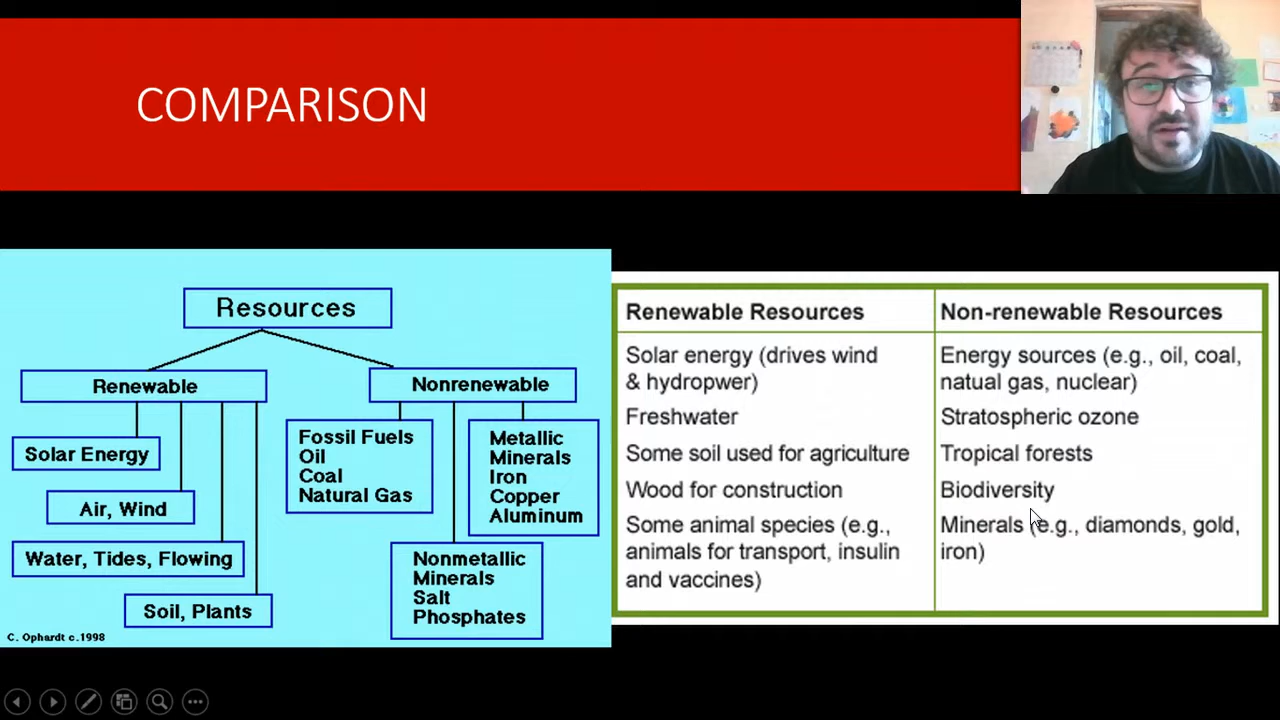 COMPARISON
Resources
Renewable
Nonrenewable
Solar Energy
Air, Wind
Water, Tides, Flowing
Soil, Plants
Fossil Fuels
Oil
Coal
Natural Gas
Metallic
Minerals
Iron
Copper
Aluminum
Nonmetallic
Minerals
Salt
Phosphates
C. Ophardt c.1998
Renewable Resources
Solar energy (drives wind
& hydropwer)
Freshwater
Some soil used for agriculture
Wood for construction
Some animal species (e.g.,
animals for transport, insulin
and vaccines)
Non-renewable Resources
Energy sources (e.g., oil, coal,
natual gas, nuclear)
Stratospheric ozone
Tropical forests
Biodiversity
Minerals (e.g., diamonds, gold,
iron)